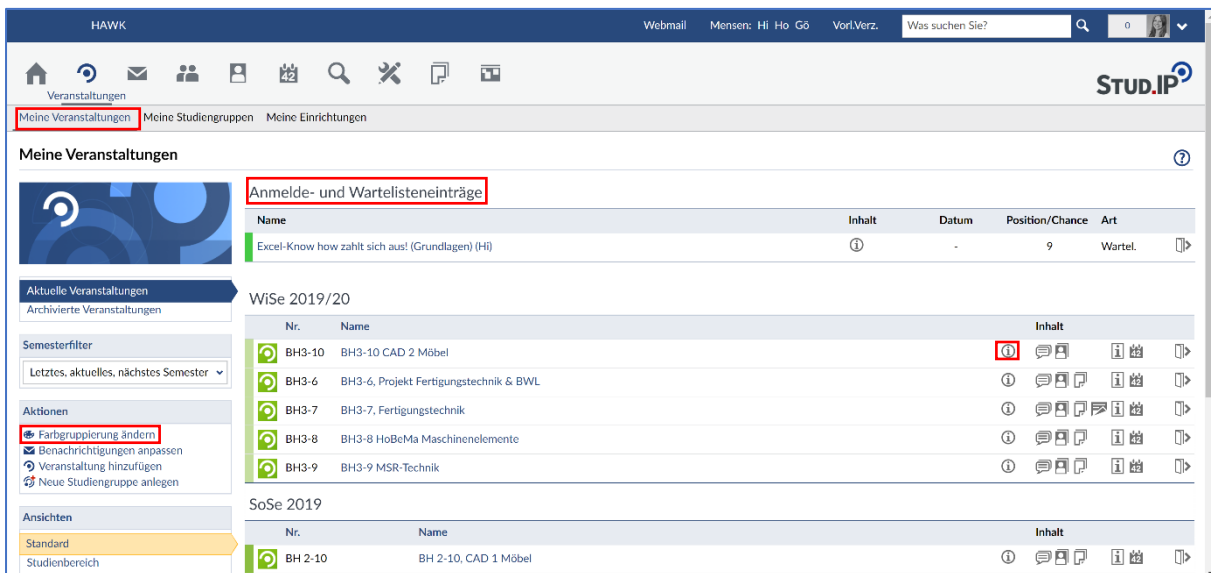 HAWK Webmail Mensen: Hi Ho Gö Vorl.Verz. Was suchen Sie? 0
42
Veranstaltungen STUD.IP
Meine Veranstaltungen Meine Studiengruppen Meine Einrichtungen
Meine Veranstaltungen
Anmelde- und Wartelisteneinträge
Name Inhalt Datum Position/Chance Art
Excel-Know how zahlt sich aus! (Grundlagen) (Hi) - 9 Wartel.
Aktuelle Veranstaltungen
Archivierte Veranstaltungen
Semesterfilter
Letztes, aktuelles, nächstes Semester
Aktionen
Farbgruppierung ändern
Benachrichtigungen anpassen
Veranstaltung hinzufügen
Neue Studiengruppe anlegen
Ansichten
Standard
Studienbereich
WiSe 2019/20
Nr. Name Inhalt
BH3-10 BH3-10 CAD 2 Möbel
BH3-6 BH3-6, Projekt Fertigungstechnik & BWL
BH3-7 BH3-7, Fertigungstechnik
BH3-8 BH3-8 HoBeMa Maschinenelemente
BH3-9 BH3-9 MSR-Technik
SoSe 2019
Nr. Name Inhalt
BH 2-10 BH 2-10, CAD 1 Möbel